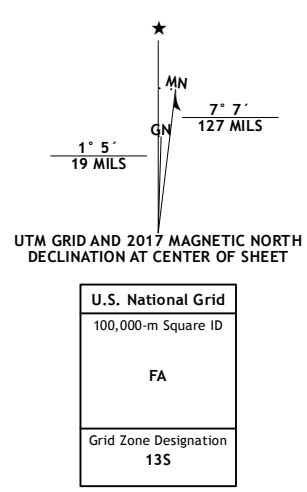 ★
MN
7° 7´
127 MILS
GN
1° 5´
19 MILS
UTM GRID AND 2017 MAGNETIC NORTH
DECLINATION AT CENTER OF SHEET
U.S. National Grid
100,000-m Square ID
FA
Grid Zone Designation
13S